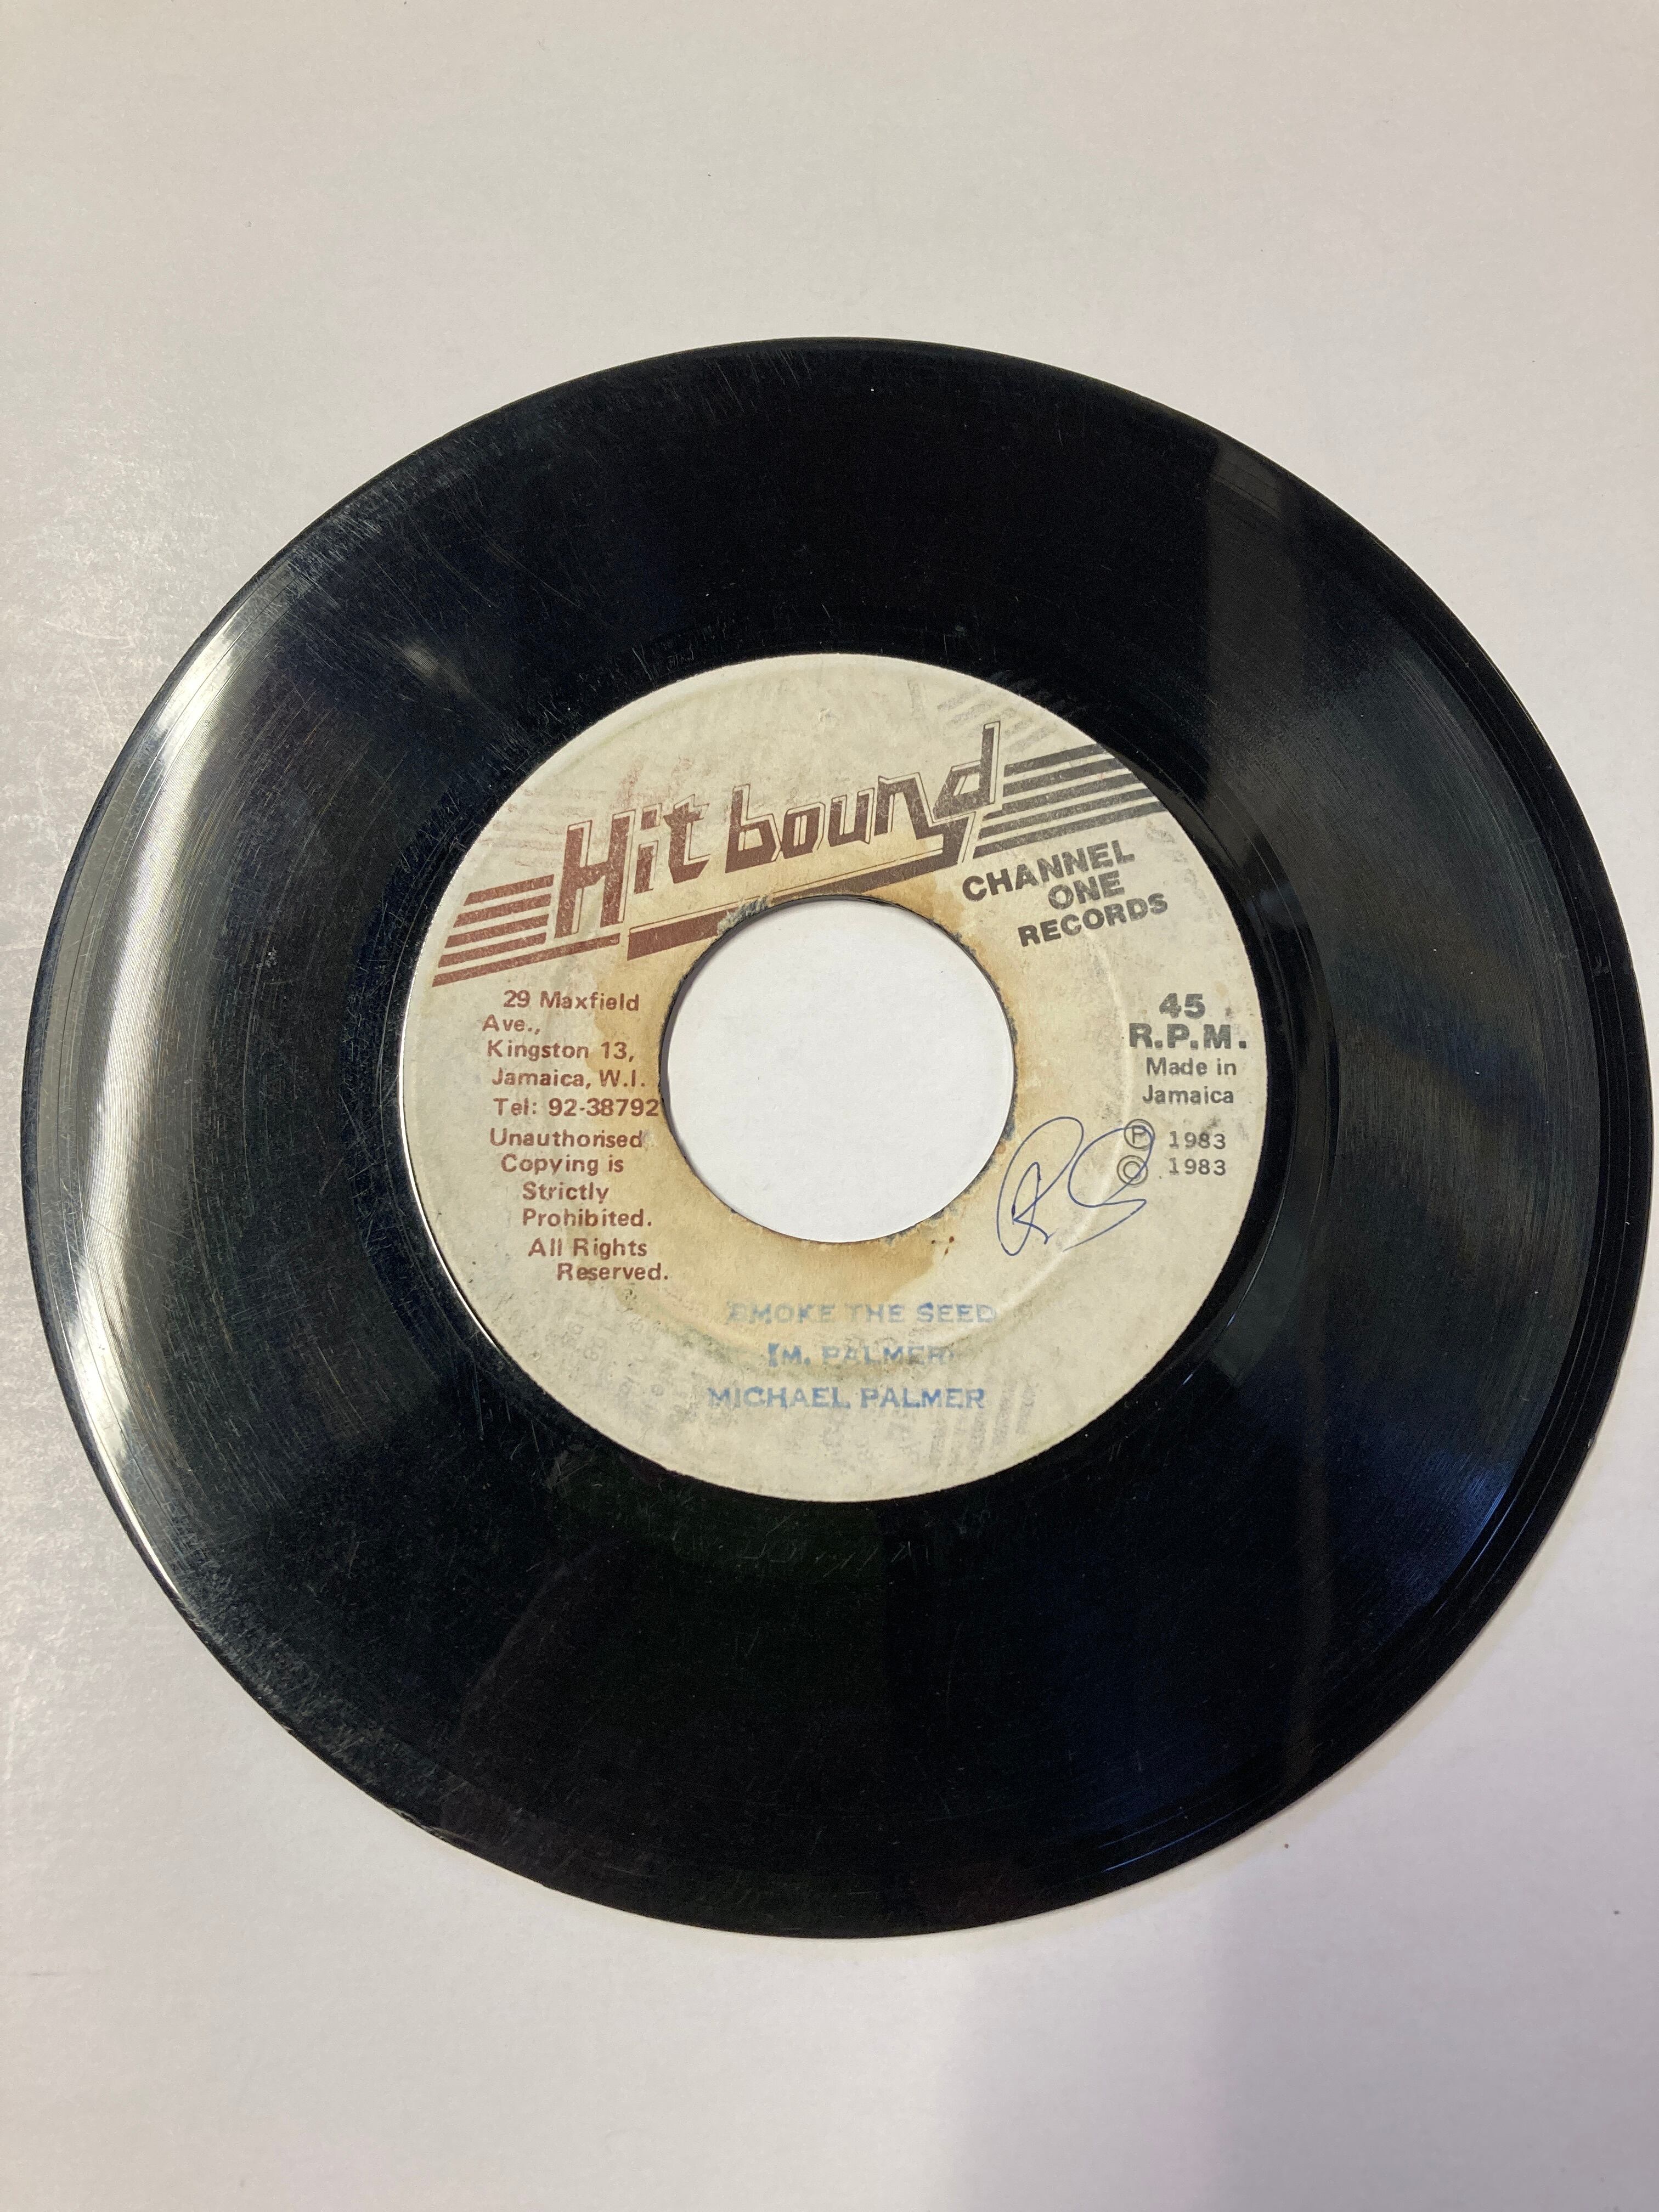 Hit bound
CHANNEL
ONE
RECORDS
29 Maxfield
Ave.,
Kingston 13,
Jamaica, W.I.
Tel: 92-38792
Unauthorised
Copying is
Strictly
Prohibited.
All Rights
Reserved.
45
R.P.M.
Made in
Jamaica
Ⓟ 1983
© 1983
RS
SMOKE THE SEED
(M. PALMER)
MICHAEL PALMER